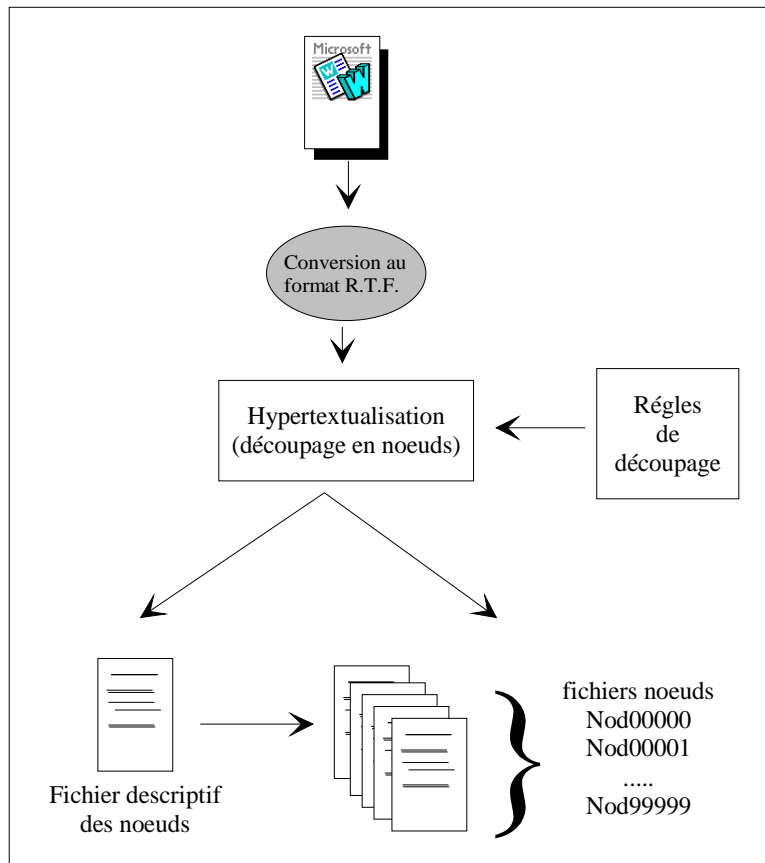 Microsoft
W
W
Conversion au
format R.T.F.
Hypertextualisation
(découpage en noeuds)
Régles
de
découpage
Fichier descriptif
des noeuds
fichiers noeuds
Nod00000
Nod00001
.....
Nod99999